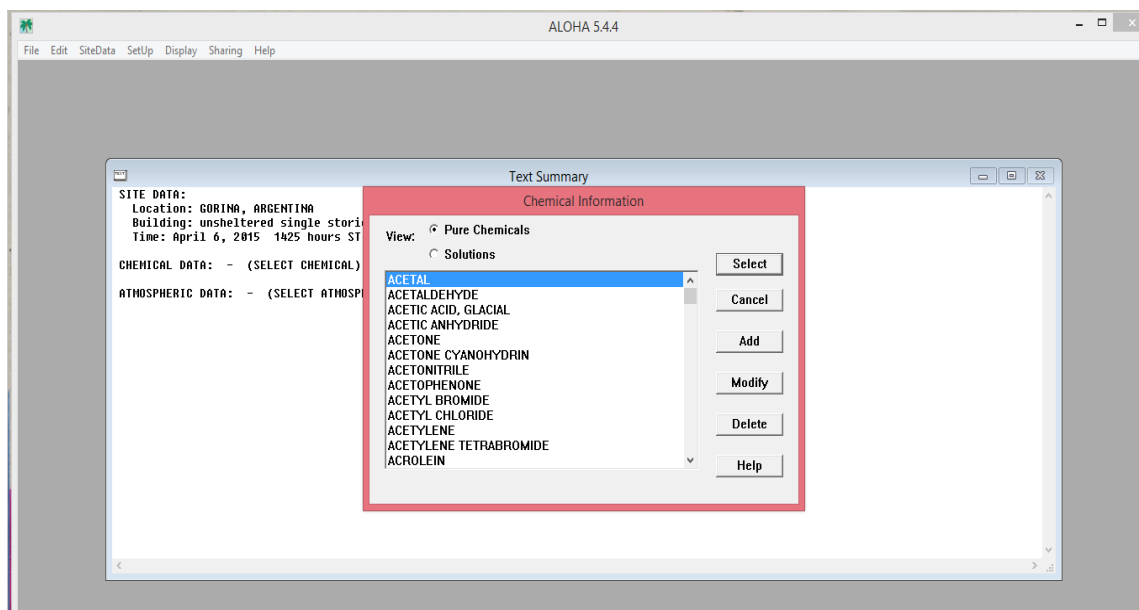 ALOHA 5.4.4
File Edit SiteData SetUp Display Sharing Help
Text Summary
SITE DATA:
Location: GORINA, ARGENTINA
Building: unsheltered single stori
Time: April 6, 2015 1425 hours ST
CHEMICAL DATA: - (SELECT CHEMICAL)
ATMOSPHERIC DATA: - (SELECT ATMOSP
Chemical Information
View:
Pure Chemicals
Solutions
ACETAL
ACETALDEHYDE
ACETIC ACID, GLACIAL
ACETIC ANHYDRIDE
ACETONE
ACETONE CYANOHYDRIN
ACETONITRILE
ACETOPHENONE
ACETYL BROMIDE
ACETYL CHLORIDE
ACETYLENE
ACETYLENE TETRABROMIDE
ACROLEIN
Select
Cancel
Add
Modify
Delete
Help